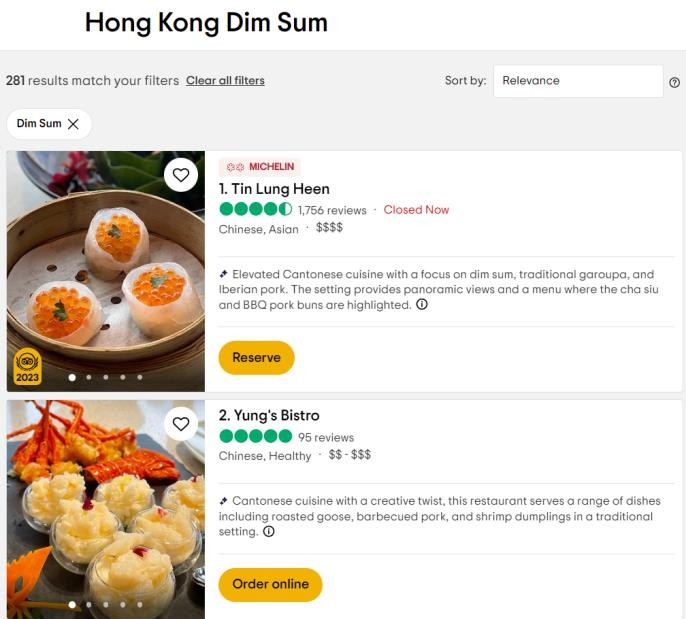 Hong Kong Dim Sum
281 results match your filters Clear all filters
Sort by: Relevance
Dim Sum
MICHELIN
1. Tin Lung Heen
1,756 reviews · Closed Now
Chinese, Asian · $$$$
Elevated Cantonese cuisine with a focus on dim sum, traditional garoupa, and
Iberian pork. The setting provides panoramic views and a menu where the cha siu
and BBQ pork buns are highlighted.
Reserve
2023
2. Yung's Bistro
95 reviews
Chinese, Healthy · $$ - $$$
Cantonese cuisine with a creative twist, this restaurant serves a range of dishes
including roasted goose, barbecued pork, and shrimp dumplings in a traditional
setting.
Order online